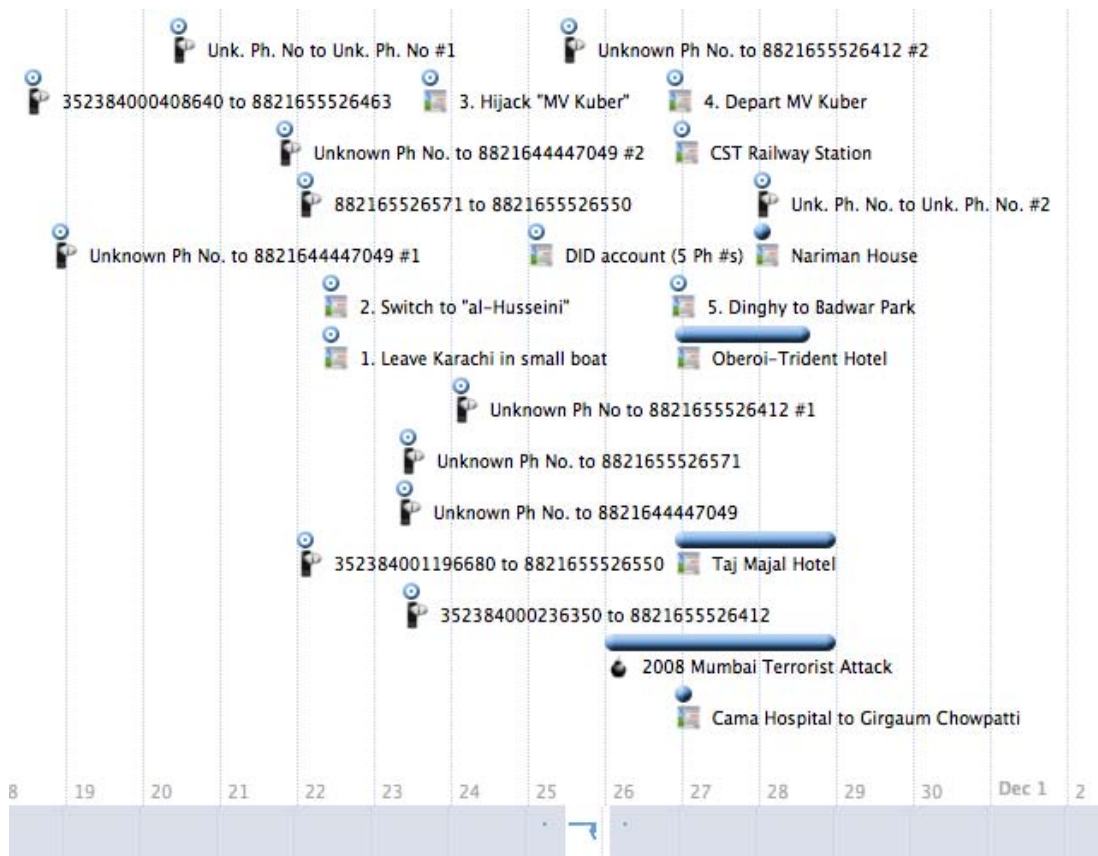 Unk. Ph. No to Unk. Ph. No #1
Unknown Ph No. to 8821655526412 #2
352384000408640 to 8821655526463
3. Hijack "MV Kuber"
4. Depart MV Kuber
Unknown Ph No. to 8821644447049 #2
CST Railway Station
882165526571 to 8821655526550
Unk. Ph. No. to Unk. Ph. No. #2
Unknown Ph No. to 8821644447049 #1
DID account (5 Ph #s)
Nariman House
2. Switch to "al-Husseini"
5. Dinghy to Badwar Park
1. Leave Karachi in small boat
Oberoi-Trident Hotel
Unknown Ph No to 8821655526412 #1
Unknown Ph No. to 8821655526571
Unknown Ph No. to 8821644447049
352384001196680 to 8821655526550
Taj Majal Hotel
352384000236350 to 8821655526412
2008 Mumbai Terrorist Attack
Cama Hospital to Girgaum Chowpatti
8 19 20 21 22 23 24 25 26 27 28 29 30 Dec 1 2